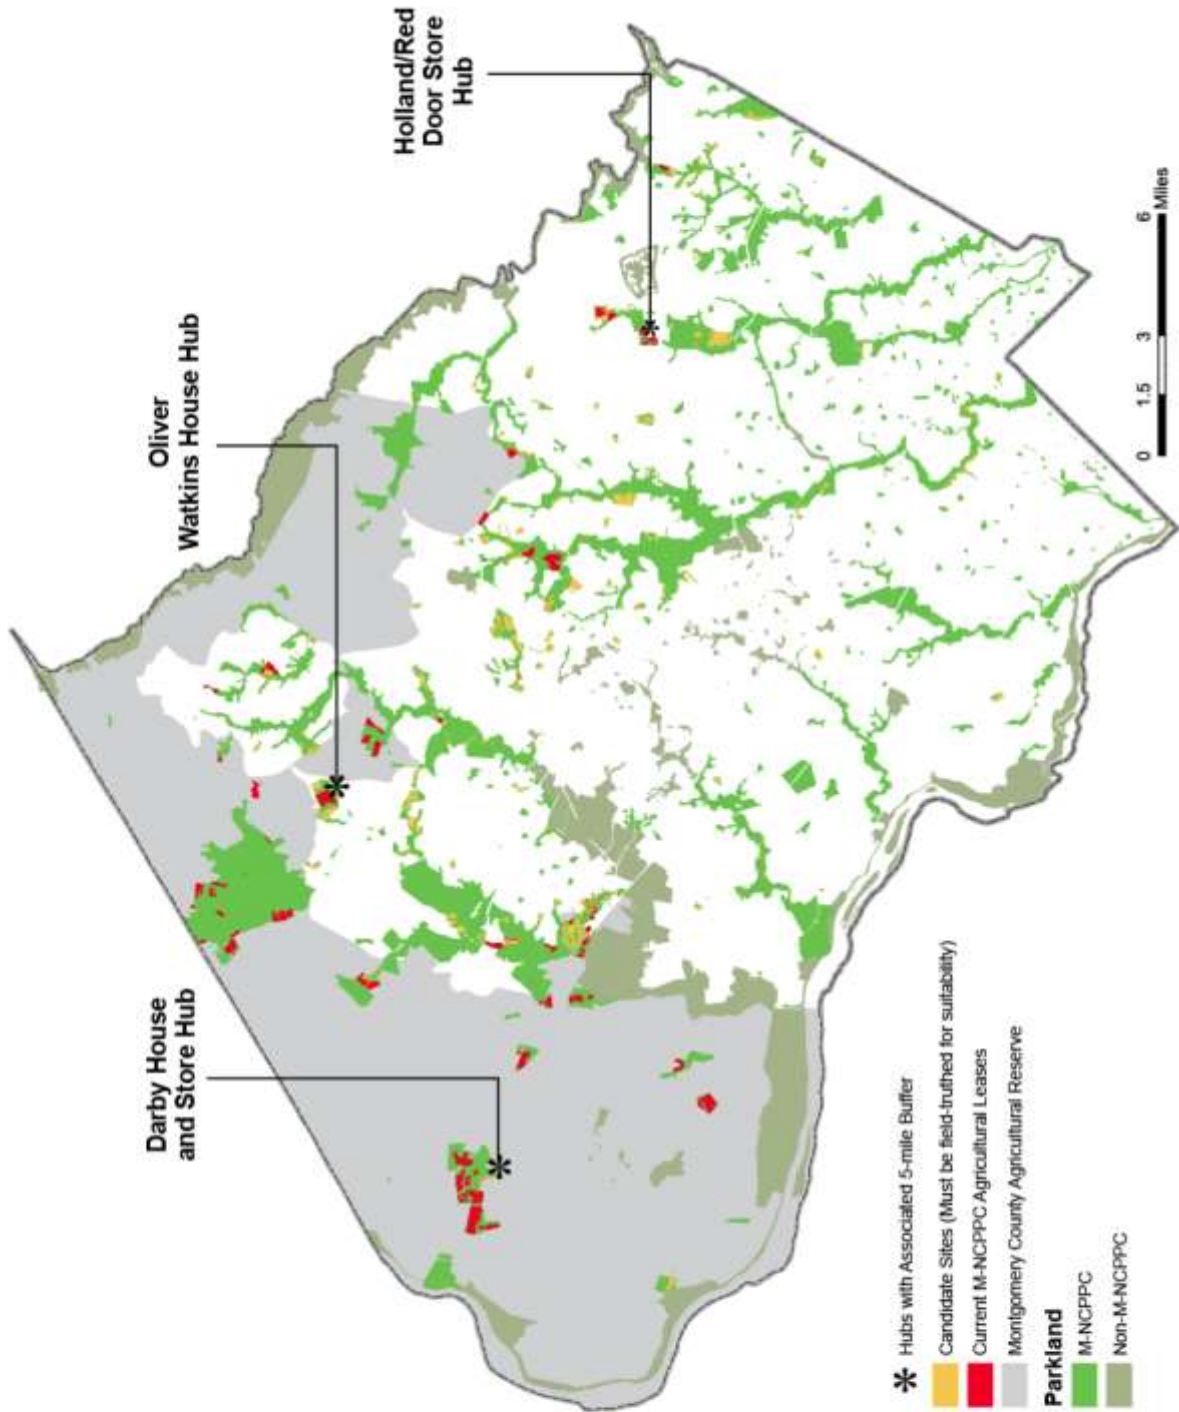 Darby House
and Store Hub
Oliver
Watkins House Hub
Holland/Red
Door Store
Hub
✱ Hubs with Associated 5-mile Buffer
Candidate Sites (Must be field-truthed for suitability)
Current M-NCPPC Agricultural Leases
Montgomery County Agricultural Reserve
Parkland
M-NCPPC
Non-M-NCPPC
0 1.5 3 6
Miles